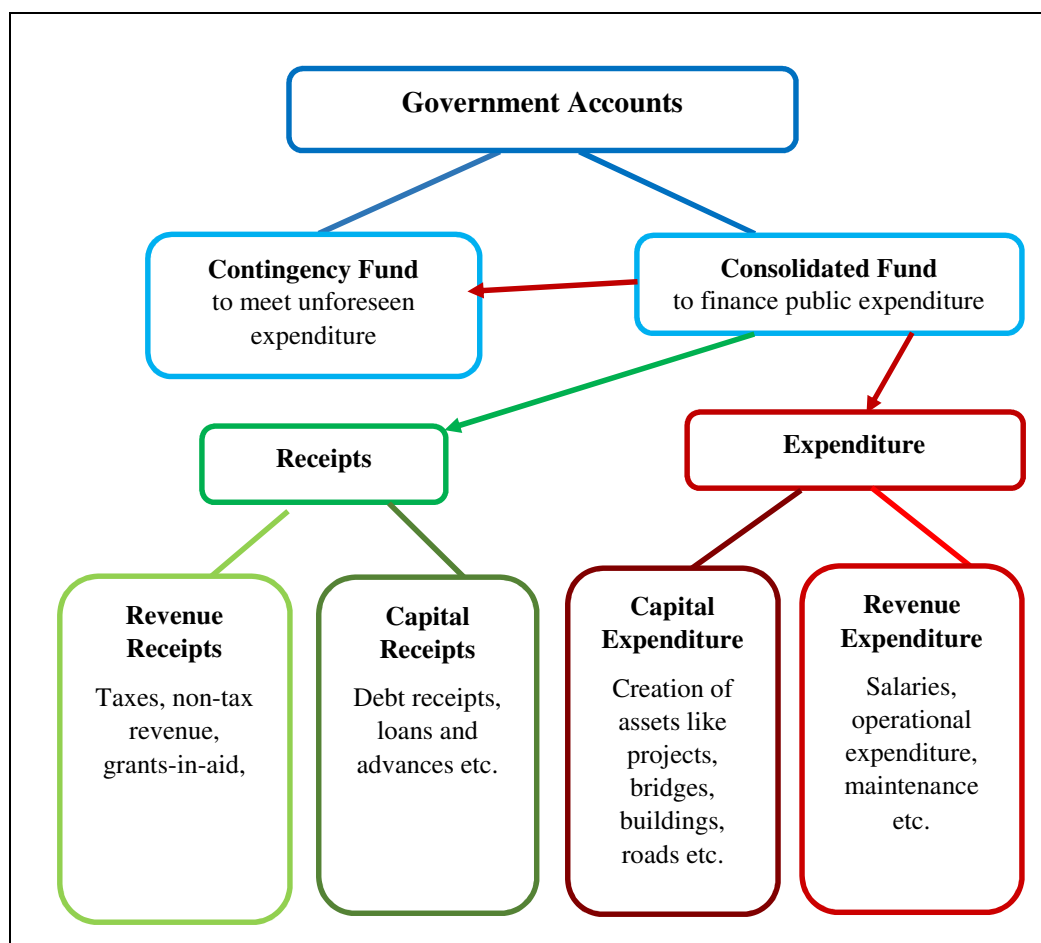 Government Accounts
Contingency Fund
to meet unforeseen
expenditure
Consolidated Fund
to finance public expenditure
Receipts
Expenditure
Revenue
Receipts
Taxes, non-tax
revenue,
grants-in-aid,
Capital
Receipts
Debt receipts,
loans and
advances etc.
Capital
Expenditure
Creation of
assets like
projects,
bridges,
buildings,
roads etc.
Revenue
Expenditure
Salaries,
operational
expenditure,
maintenance
etc.